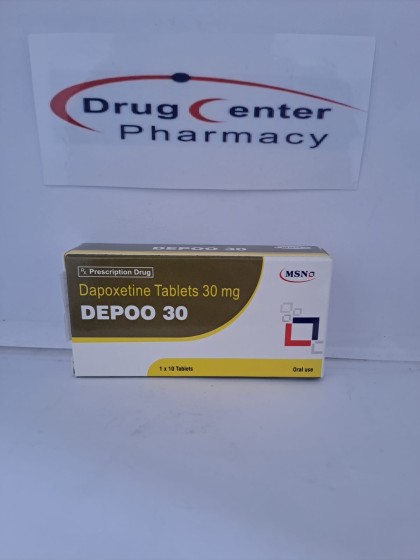 Drug Center
Pharmacy
DEPOO 30
Rx Prescription Drug
MSN
Dapoxetine Tablets 30 mg
DEPOO 30
1 x 10 Tablets
Oral use